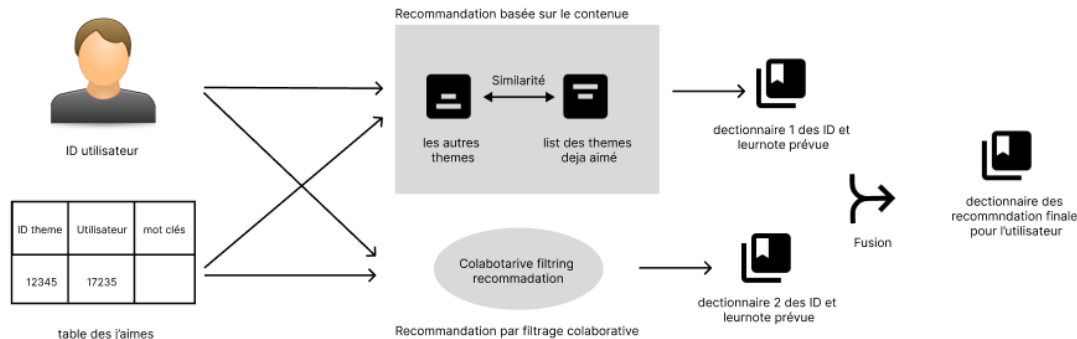 Recommandation basée sur le contenue
Similarité
les autres
themes
list des themes
deja aimé
ID utilisateur
dectionnaire 1 des ID et
leurnote prévue
ID theme Utilisateur mot clés
12345 17235
table des j'aimes
Colabotarive filtring
recommadation
Recommandation par filtrage colaborative
dectionnaire 2 des ID et
leurnote prévue
Fusion
dectionnaire des
recommndation finale
pour l'utilisateur